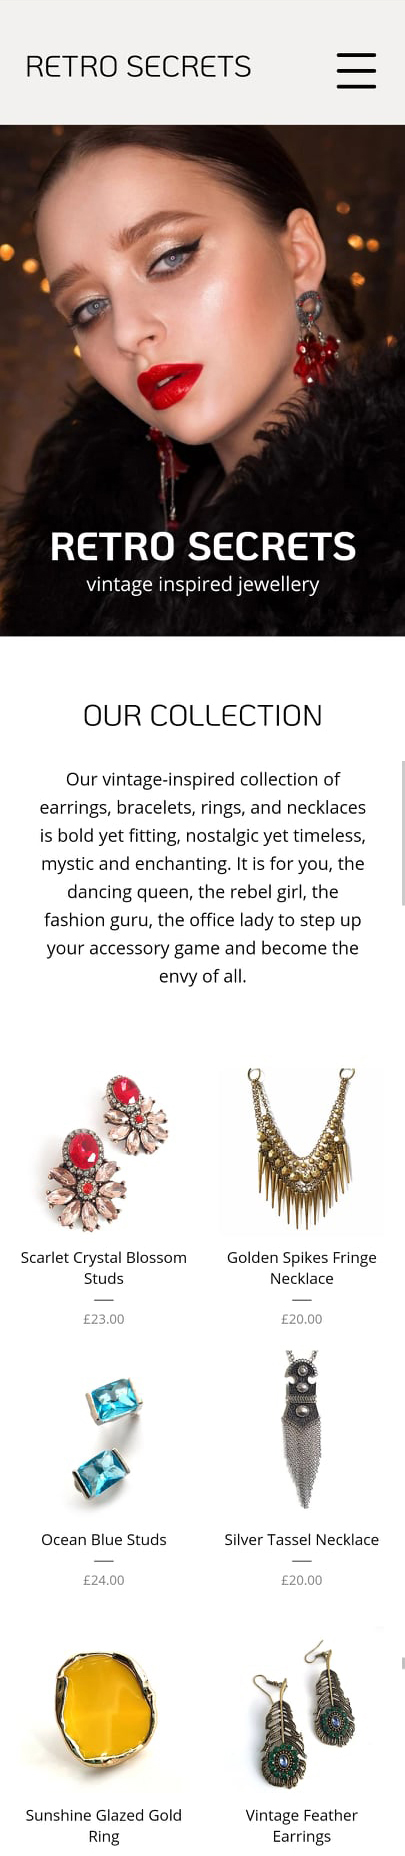 RETRO SECRETS
RETRO SECRETS
vintage inspired jewellery
OUR COLLECTION
Our vintage-inspired collection of
earrings, bracelets, rings, and necklaces
is bold yet fitting, nostalgic yet timeless,
mystic and enchanting. It is for you, the
dancing queen, the rebel girl, the
fashion guru, the office lady to step up
your accessory game and become the
envy of all.
Scarlet Crystal Blossom
Studs
£23.00
Golden Spikes Fringe
Necklace
£20.00
Ocean Blue Studs
£24.00
Silver Tassel Necklace
£20.00
Sunshine Glazed Gold
Ring
Vintage Feather
Earrings